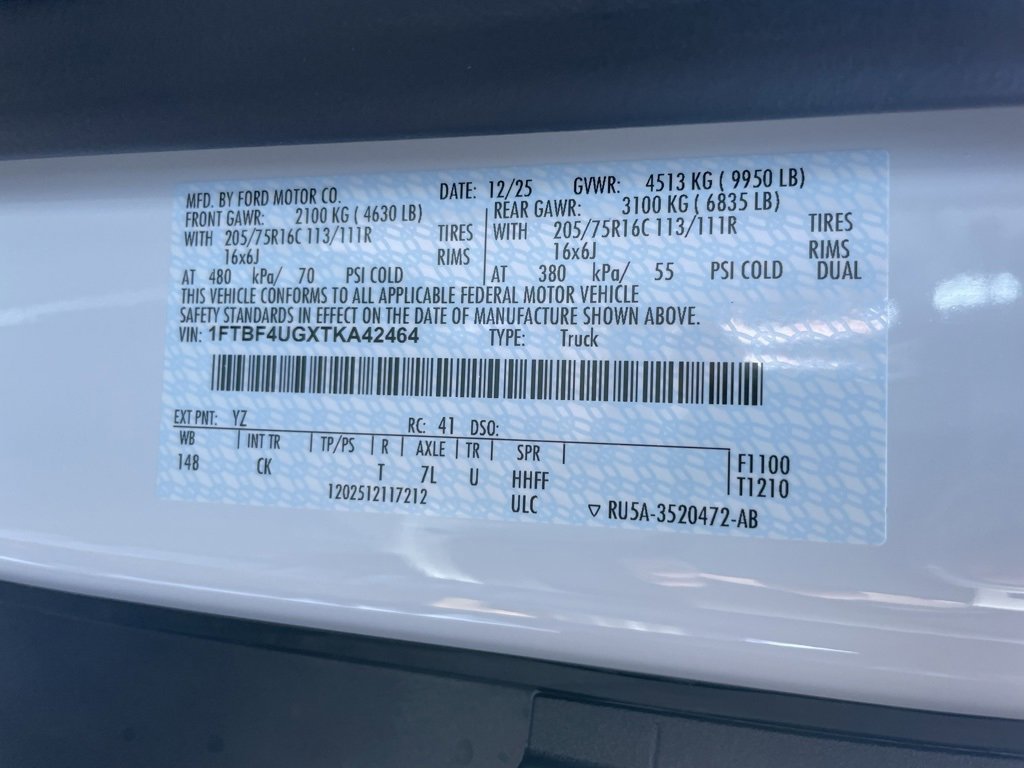 MFD. BY FORD MOTOR CO. DATE: 12/25 GVWR: 4513 KG ( 9950 LB)
FRONT GAWR: 2100 KG ( 4630 LB) REAR GAWR: 3100 KG ( 6835 LB)
WITH 205/75R16C 113/111R TIRES WITH 205/75R16C 113/111R TIRES
16x6J RIMS 16x6J RIMS
AT 480 kPa/ 70 PSI COLD AT 380 kPa/ 55 PSI COLD DUAL
THIS VEHICLE CONFORMS TO ALL APPLICABLE FEDERAL MOTOR VEHICLE
SAFETY STANDARDS IN EFFECT ON THE DATE OF MANUFACTURE SHOWN ABOVE.
VIN: 1FTBF4UGXTKA42464 TYPE: Truck
EXT PNT: YZ RC: 41 DSO:
WB INT TR TP/PS R AXLE TR SPR
148 CK T 7L U HHFF F1100
1202512117212 ULC T1210
▽ RU5A-3520472-AB